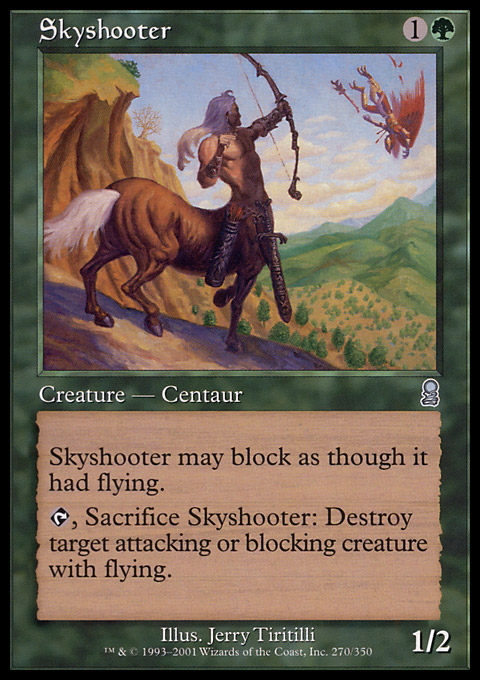 Skyshooter 1
Creature — Centaur
Skyshooter may block as though it
had flying.
, Sacrifice Skyshooter: Destroy
target attacking or blocking creature
with flying.
Illus. Jerry Tiritilli
™ & © 1993–2001 Wizards of the Coast, Inc. 270/350
1/2